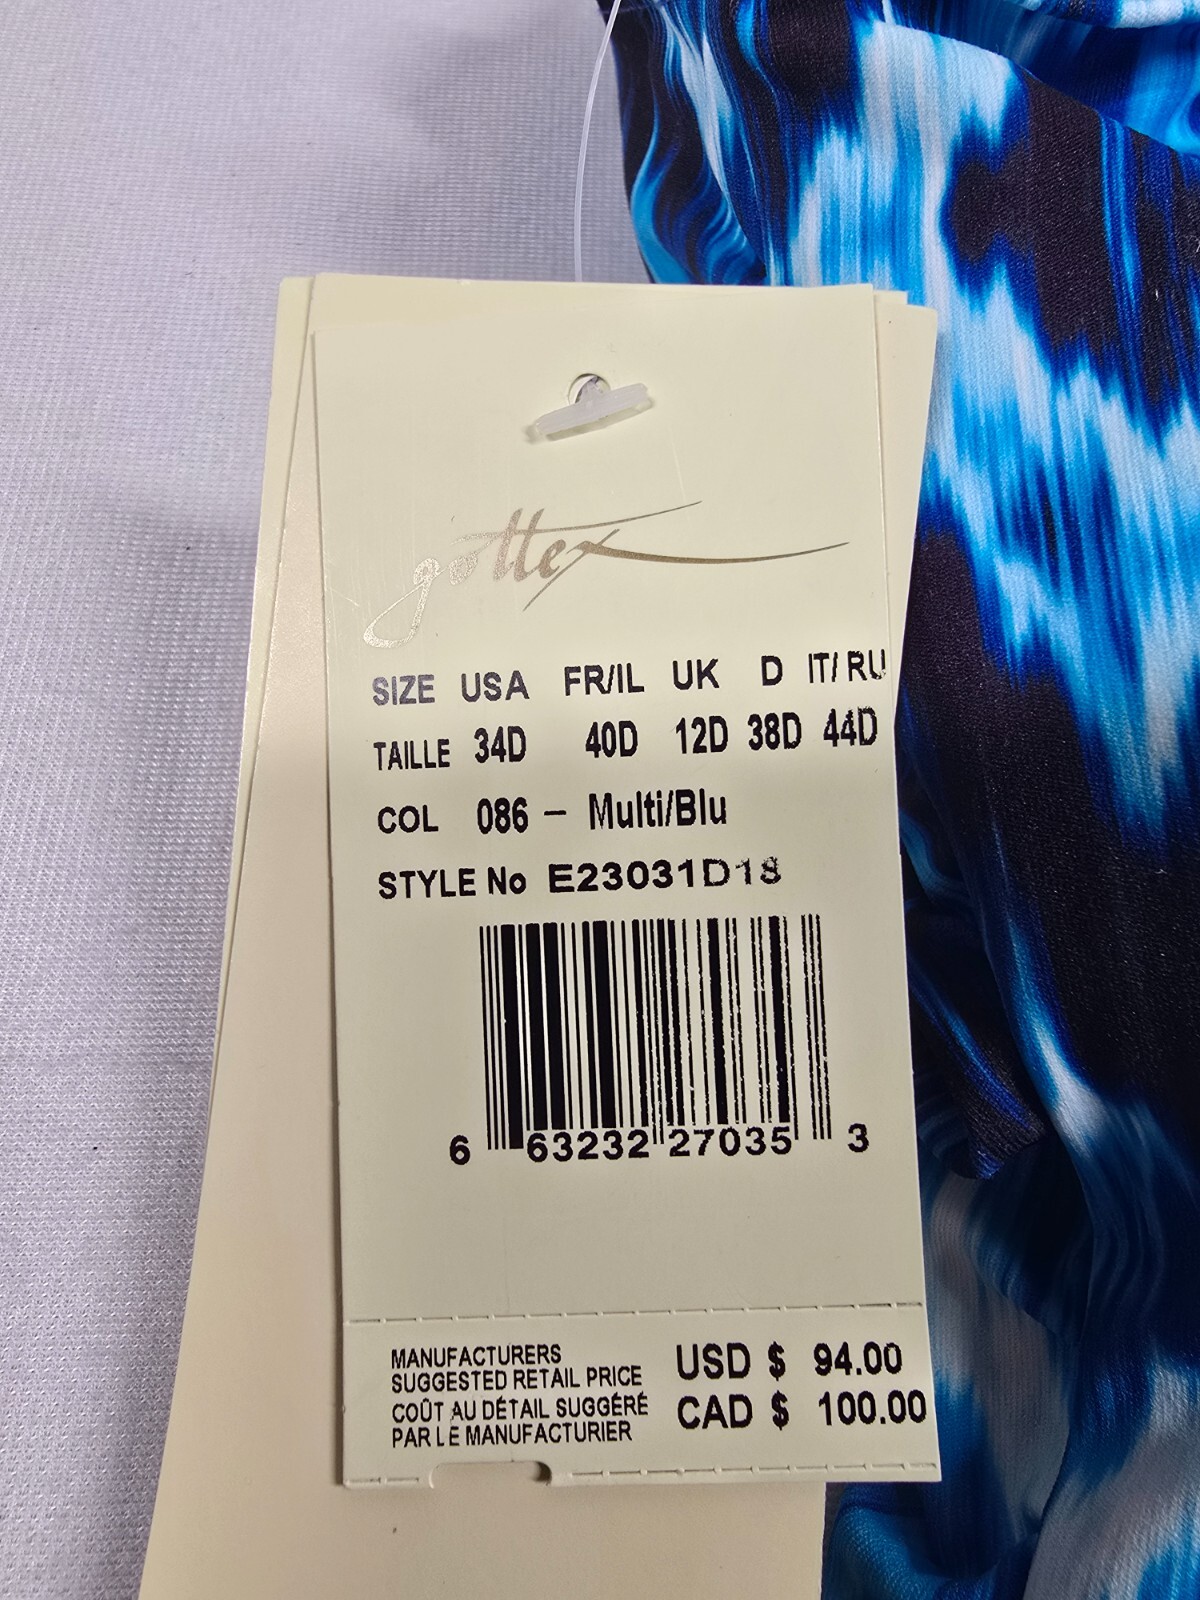 gottex
SIZE USA FR/IL UK D IT/ RU
TAILLE 34D 40D 12D 38D 44D
COL 086 – Multi/Blu
STYLE No E23031D18
6 63232 27035 3
MANUFACTURERS
SUGGESTED RETAIL PRICE
USD $ 94.00
COÛT AU DÉTAIL SUGGÉRÉ
PAR LE MANUFACTURIER
CAD $ 100.00